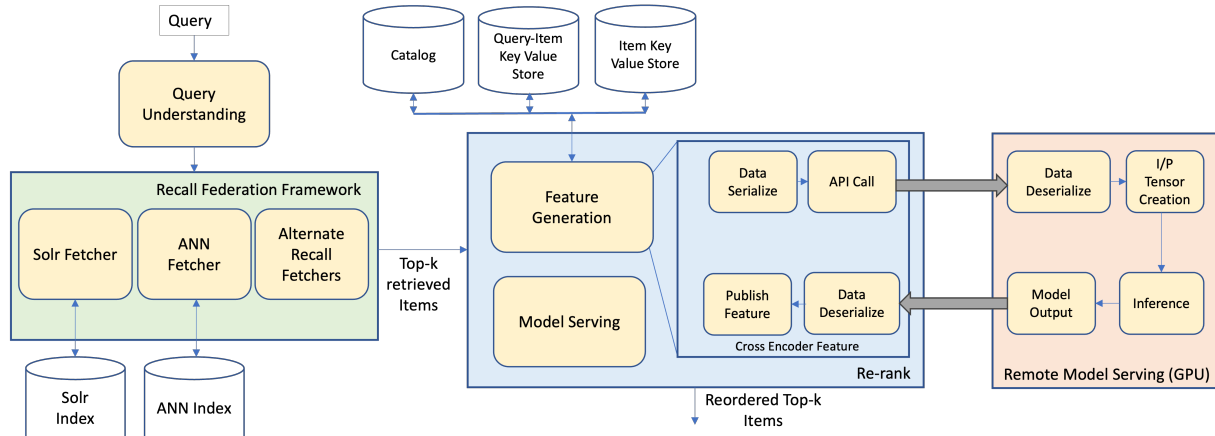 Query
Query
Understanding
Recall Federation Framework
Solr Fetcher
ANN
Fetcher
Alternate
Recall
Fetchers
Solr
Index
ANN Index
Top-k
retrieved
Items
Catalog
Query-Item
Key Value
Store
Item Key
Value Store
Feature
Generation
Model Serving
Data
Serialize
API Call
Publish
Feature
Data
Deserialize
Cross Encoder Feature
Re-rank
Reordered Top-k
Items
Data
Deserialize
I/P
Tensor
Creation
Model
Output
Inference
Remote Model Serving (GPU)